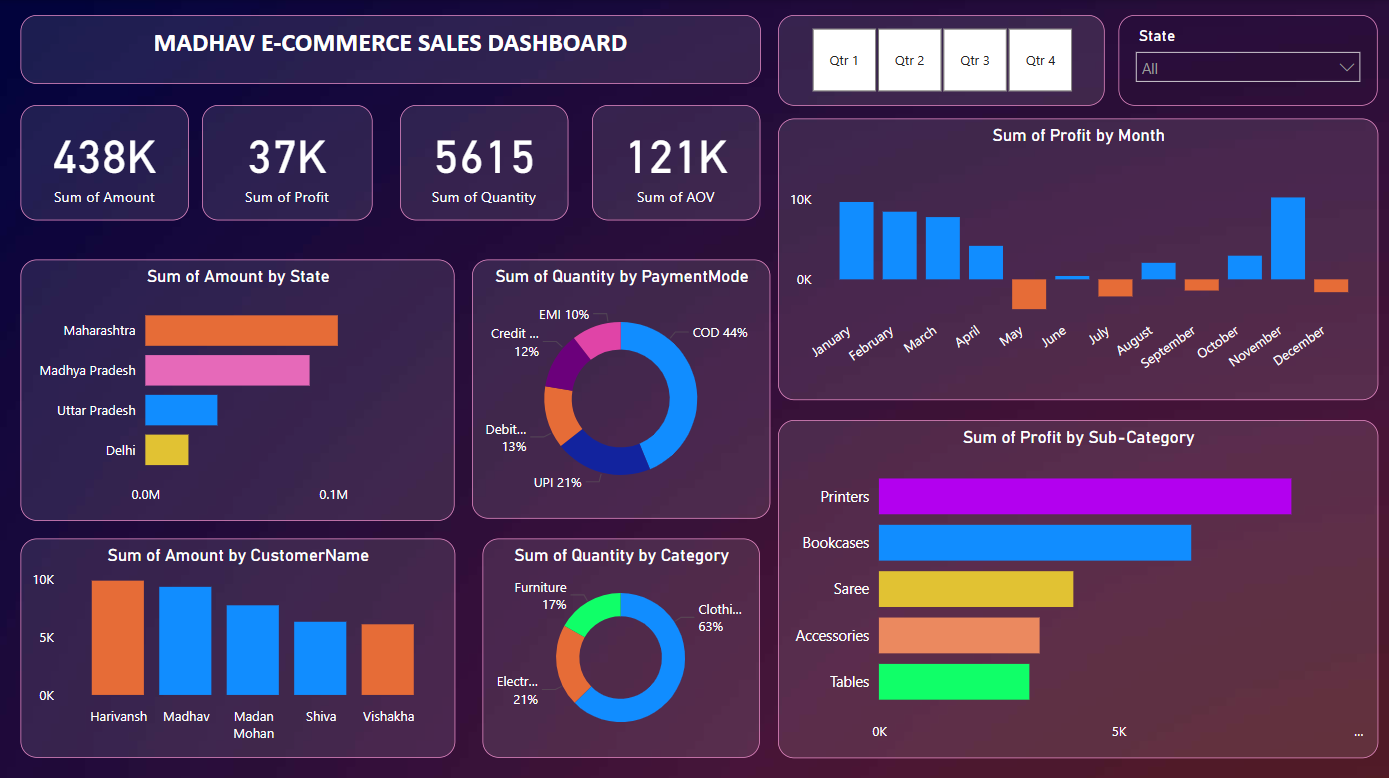 MADHAV E-COMMERCE SALES DASHBOARD
Qtr 1
Qtr 2
Qtr 3
Qtr 4
State
All
438K
Sum of Amount
37K
Sum of Profit
5615
Sum of Quantity
121K
Sum of AOV
Sum of Profit by Month
10K
0K
January
February
March
April
May
June
July
August
September
October
November
December
Sum of Amount by State
Maharashtra
Madhya Pradesh
Uttar Pradesh
Delhi
0.0M
0.1M
Sum of Quantity by PaymentMode
EMI 10%
Credit ...
12%
COD 44%
Debit...
13%
UPI 21%
Sum of Profit by Sub-Category
Printers
Bookcases
Saree
Accessories
Tables
0K
5K
...
Sum of Amount by CustomerName
10K
5K
0K
Harivansh
Madhav
Madan
Mohan
Shiva
Vishakha
Sum of Quantity by Category
Furniture
17%
Clothi...
63%
Electr...
21%